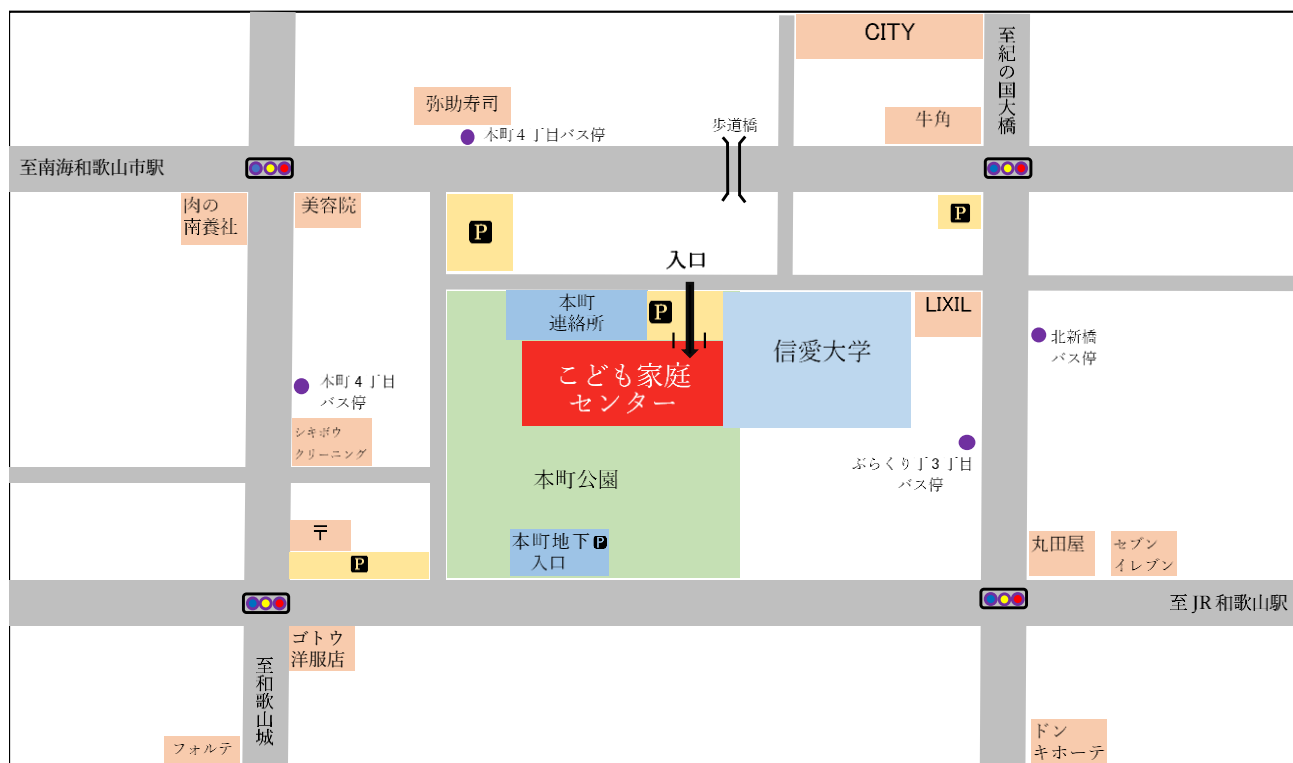 CITY
至紀の国大橋
弥助寿司
牛角
歩道橋
本町4丁目バス停
至南海和歌山市駅
肉の
南養社
美容院
P
P
入口
本町
連絡所
P
LIXIL
信愛大学
北新橋
バス停
こども家庭
センター
本町4丁目
バス停
シキボウ
クリーニング
ぶらくり丁3丁目
バス停
本町公園
〒
P
本町地下P
入口
丸田屋
セブン
イレブン
至JR和歌山駅
ゴトウ
洋服店
至和歌山城
フォルテ
ドン
キホーテ